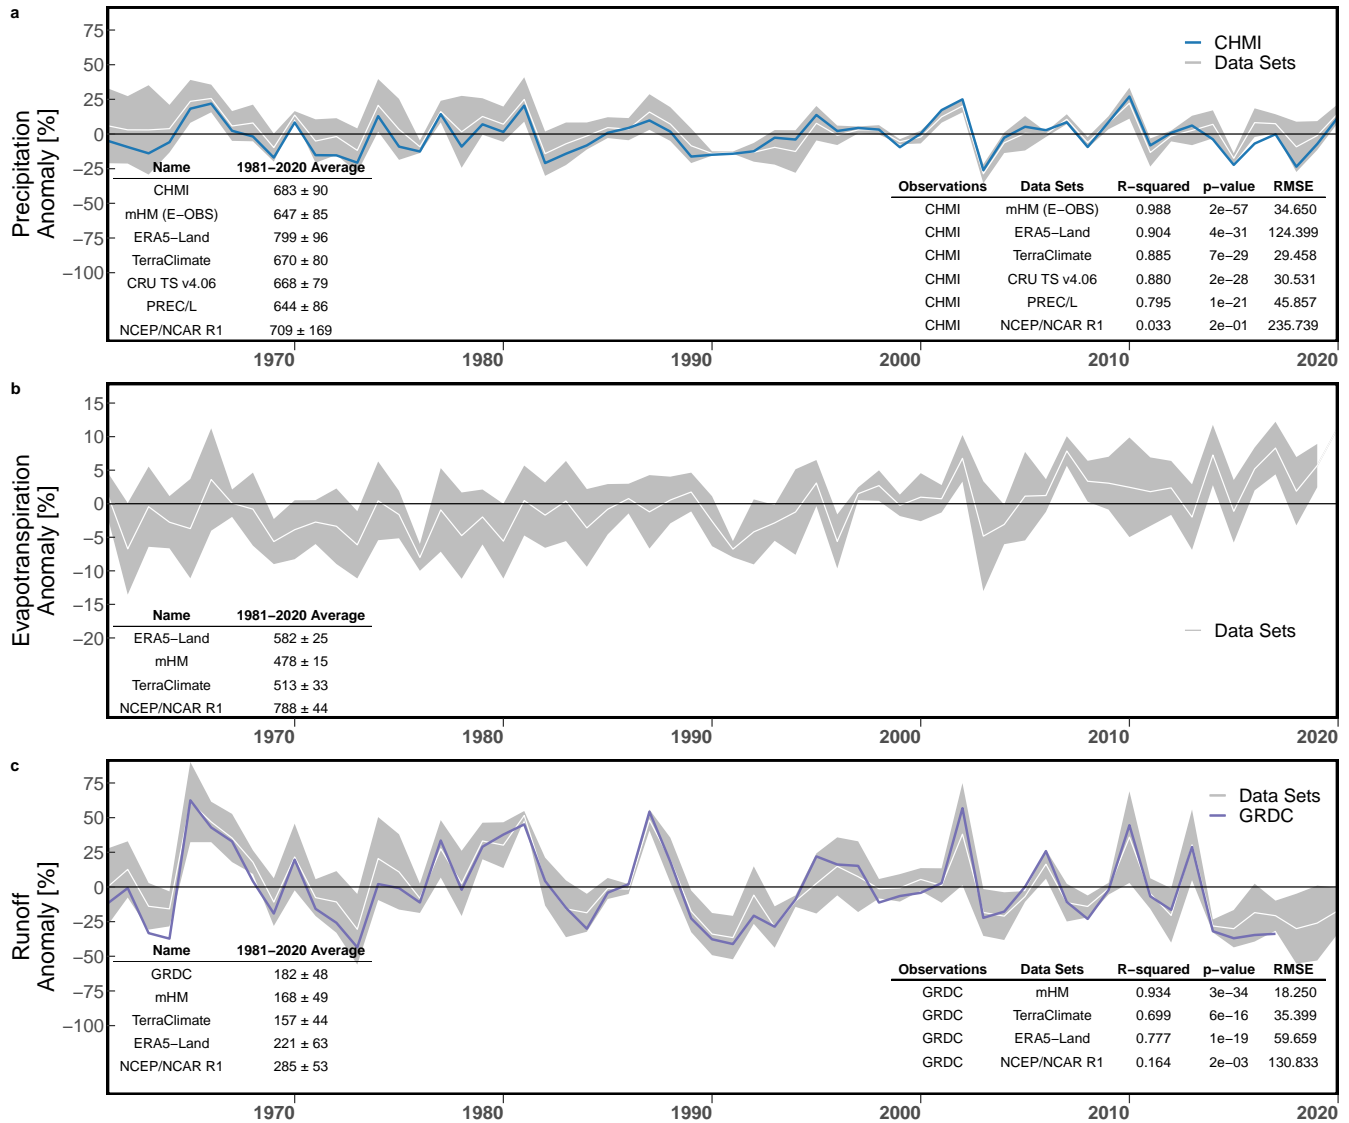 a
Precipitation
Anomaly [%]
75
50
25
0
−25
−50
−75
−100
CHMI
Data Sets
Name 1981−2020 Average
CHMI 683 ± 90
mHM (E−OBS) 647 ± 85
ERA5−Land 799 ± 96
TerraClimate 670 ± 80
CRU TS v4.06 668 ± 79
PREC/L 644 ± 86
NCEP/NCAR R1 709 ± 169
Observations Data Sets R−squared p−value RMSE
CHMI mHM (E−OBS) 0.988 2e−57 34.650
CHMI ERA5−Land 0.904 4e−31 124.399
CHMI TerraClimate 0.885 7e−29 29.458
CHMI CRU TS v4.06 0.880 2e−28 30.531
CHMI PREC/L 0.795 1e−21 45.857
CHMI NCEP/NCAR R1 0.033 2e−01 235.739
1970 1980 1990 2000 2010 2020
b
Evapotranspiration
Anomaly [%]
15
10
5
0
−5
−10
−15
−20
Name 1981−2020 Average
ERA5−Land 582 ± 25
mHM 478 ± 15
TerraClimate 513 ± 33
NCEP/NCAR R1 788 ± 44
Data Sets
1970 1980 1990 2000 2010 2020
c
Runoff
Anomaly [%]
75
50
25
0
−25
−50
−75
−100
Data Sets
GRDC
Name 1981−2020 Average
GRDC 182 ± 48
mHM 168 ± 49
TerraClimate 157 ± 44
ERA5−Land 221 ± 63
NCEP/NCAR R1 285 ± 53
Observations Data Sets R−squared p−value RMSE
GRDC mHM 0.934 3e−34 18.250
GRDC TerraClimate 0.699 6e−16 35.399
GRDC ERA5−Land 0.777 1e−19 59.659
GRDC NCEP/NCAR R1 0.164 2e−03 130.833
1970 1980 1990 2000 2010 2020